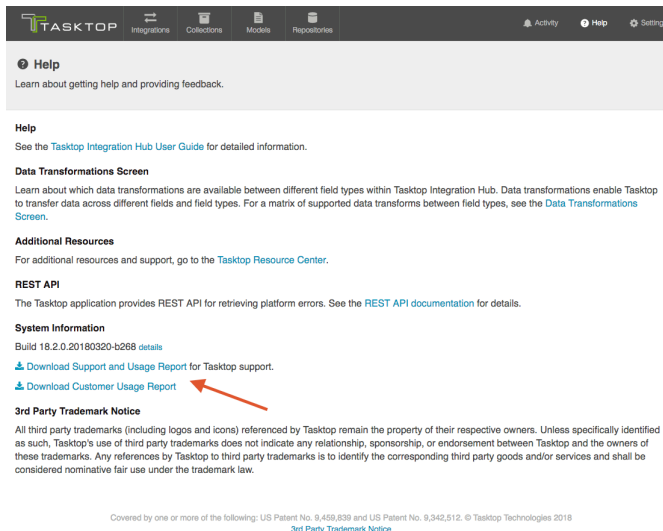 TASKTOP
Integrations
Collections
Models
Repositories
Activity
Help
Setting
Help
Learn about getting help and providing feedback.
Help
See the Tasktop Integration Hub User Guide for detailed information.
Data Transformations Screen
Learn about which data transformations are available between different field types within Tasktop Integration Hub. Data transformations enable Tasktop
to transfer data across different fields and field types. For a matrix of supported data transforms between field types, see the Data Transformations
Screen.
Additional Resources
For additional resources and support, go to the Tasktop Resource Center.
REST API
The Tasktop application provides REST API for retrieving platform errors. See the REST API documentation for details.
System Information
Build 18.2.0.20180320-b268 details
Download Support and Usage Report for Tasktop support.
Download Customer Usage Report
3rd Party Trademark Notice
All third party trademarks (including logos and icons) referenced by Tasktop remain the property of their respective owners. Unless specifically identified
as such, Tasktop's use of third party trademarks does not indicate any relationship, sponsorship, or endorsement between Tasktop and the owners of
these trademarks. Any references by Tasktop to third party trademarks is to identify the corresponding third party goods and/or services and shall be
considered nominative fair use under the trademark law.
Covered by one or more of the following: US Patent No. 9,459,839 and US Patent No. 9,342,512. © Tasktop Technologies 2018
3rd Party Trademark Notice